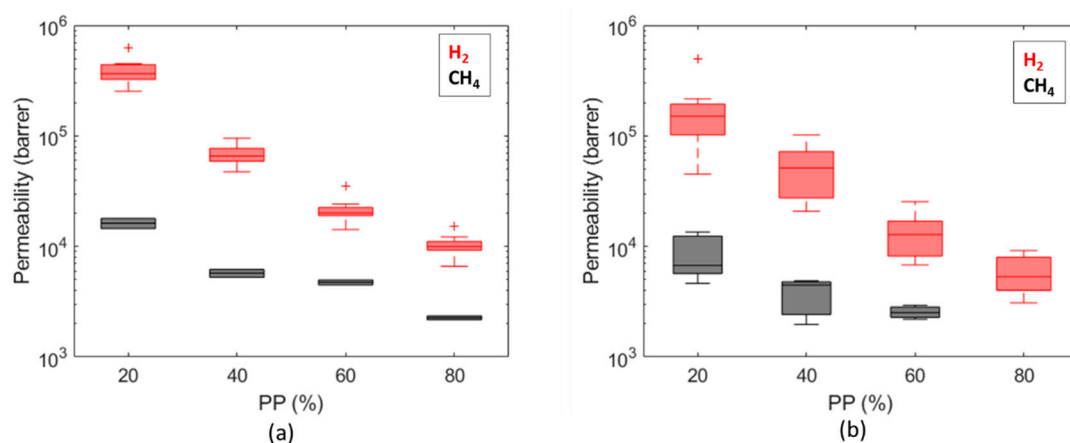 10^6
10^5
10^4
10^3
Permeability (barrer)
H₂
CH₄
20 40 60 80
PP (%)
(a)
10^6
10^5
10^4
10^3
Permeability (barrer)
H₂
CH₄
20 40 60 80
PP (%)
(b)